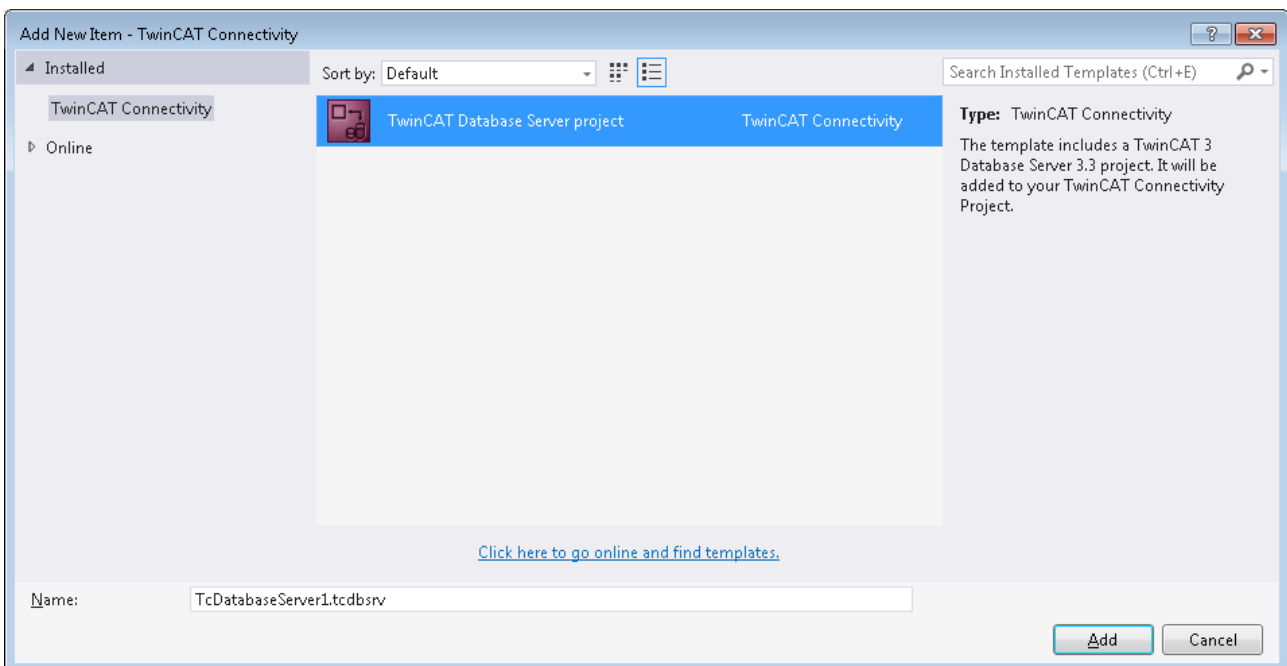 Add New Item - TwinCAT Connectivity
Installed
Sort by: Default
Search Installed Templates (Ctrl+E)
TwinCAT Connectivity
TwinCAT Database Server project TwinCAT Connectivity
Type: TwinCAT Connectivity
Online
The template includes a TwinCAT 3
Database Server 3.3 project. It will be
added to your TwinCAT Connectivity
Project.
Click here to go online and find templates.
Name: TcDatabaseServer1.tcdbsrv
Add Cancel